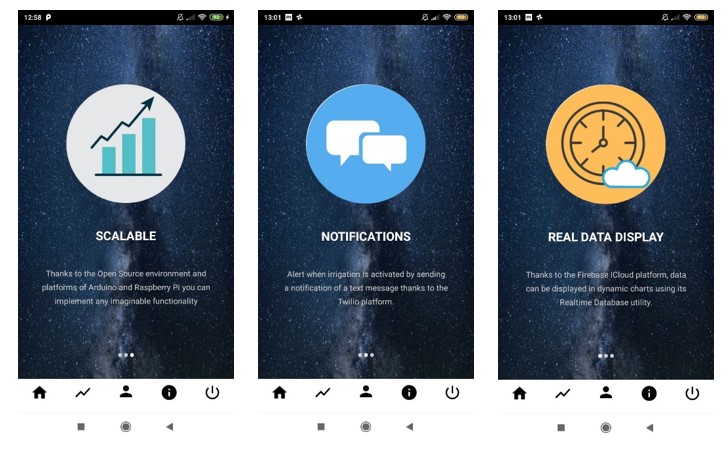 12:58
SCALABLE
Thanks to the Open Source environment and
platforms of Arduino and Raspberry Pi you can
implement any imaginable functionality
13:01
NOTIFICATIONS
Alert when irrigation is activated by sending
a notification of a text message thanks to the
Twilio platform.
13:01
REAL DATA DISPLAY
Thanks to the Firebase ICloud platform, data
can be displayed in dynamic charts using its
Realtime Database utility.